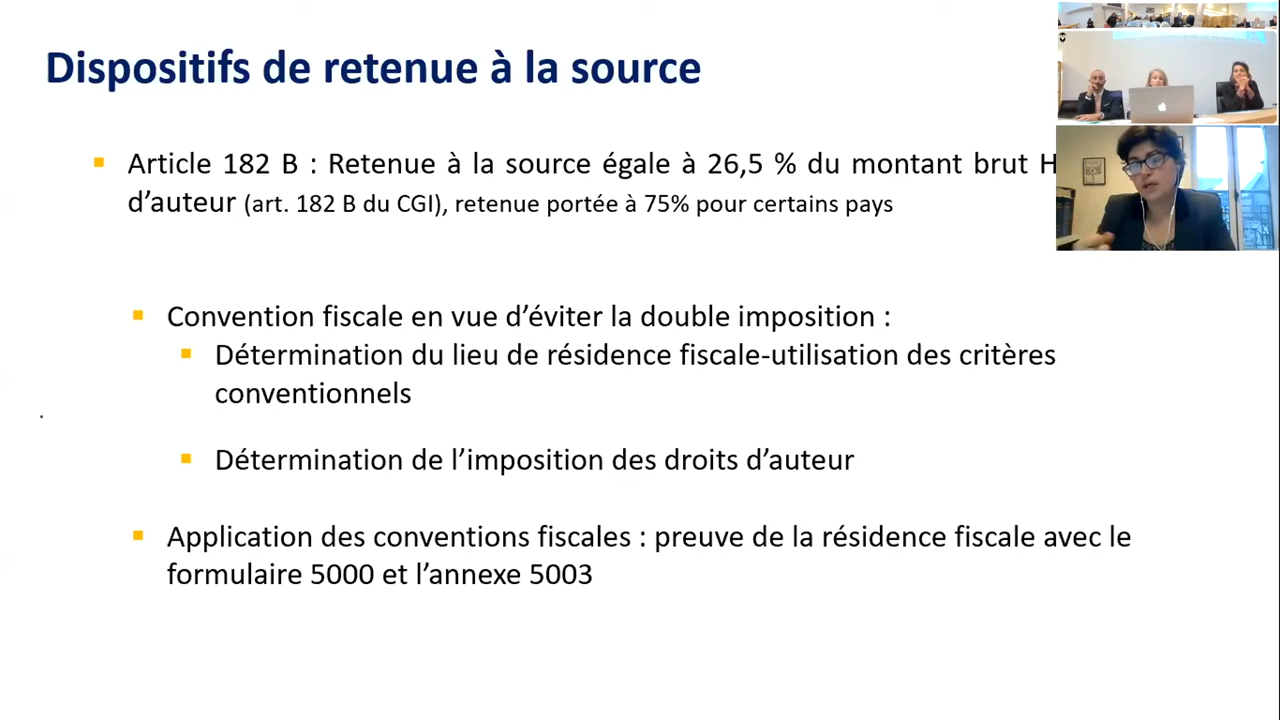 Dispositifs de retenue à la source
Article 182 B : Retenue à la source égale à 26,5 % du montant brut H
d’auteur (art. 182 B du CGI), retenue portée à 75% pour certains pays
Convention fiscale en vue d’éviter la double imposition :
Détermination du lieu de résidence fiscale-utilisation des critères
conventionnels
.
Détermination de l’imposition des droits d’auteur
Application des conventions fiscales : preuve de la résidence fiscale avec le
formulaire 5000 et l’annexe 5003